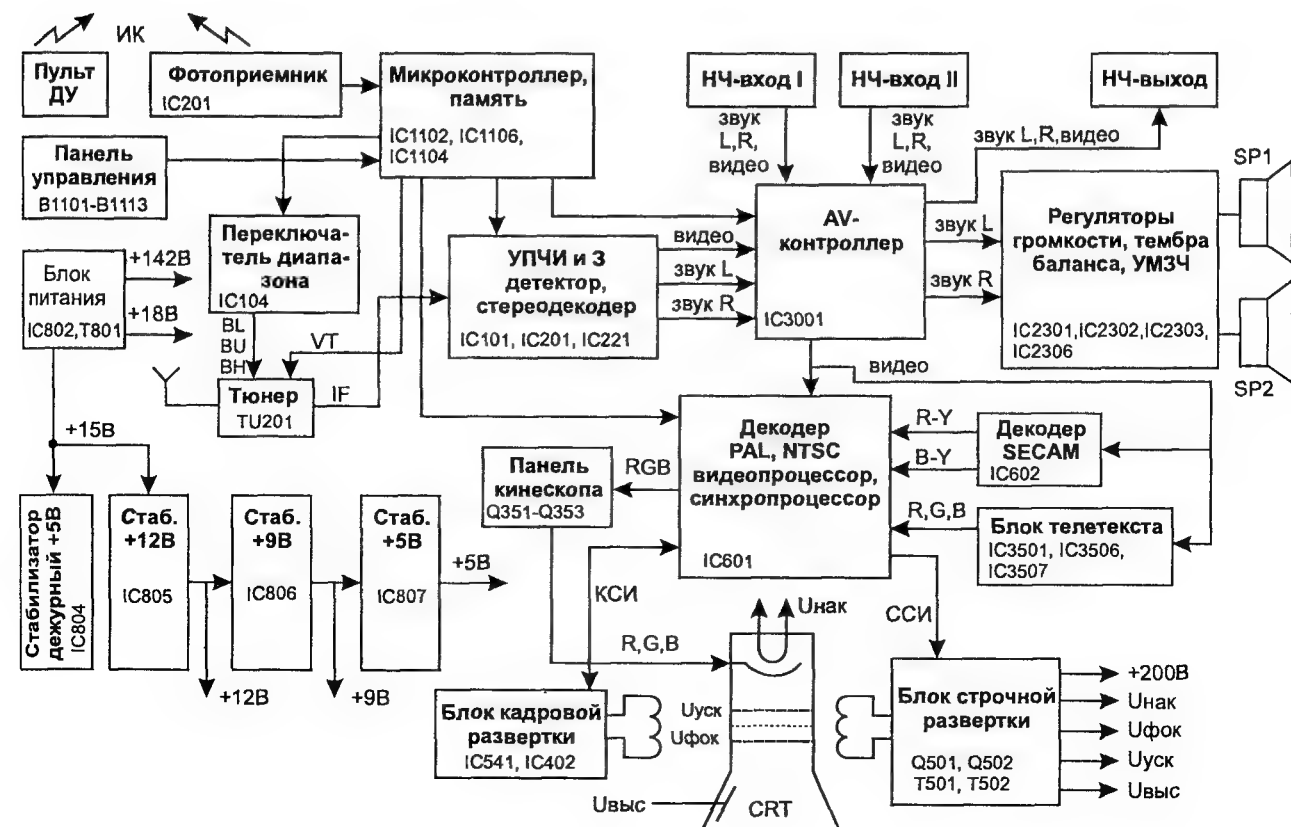 ИК
Пульт
ДУ
Фотоприемник
IC201
Микроконтроллер,
память
IC1102, IC1106,
IC1104
НЧ-вход I
НЧ-вход II
НЧ-выход
звук
L,R,
видео
звук
L,R,
видео
звук L,R,видео
Панель
управления
B1101-B1113
Переключа-
тель диапа-
зона
IC104
УПЧИ и З
детектор,
стереодекодер
IC101, IC201, IC221
видео
звук L
звук R
AV-
контроллер
IC3001
звук L
звук R
Регуляторы
громкости, тембра
баланса, УМЗЧ
IC2301,IC2302,IC2303,
IC2306
SP1
SP2
Блок
питания
IC802,T801
+142В
+18В
+15В
BL
BU
BH
VT
Тюнер
TU201
IF
видео
Декодер
PAL, NTSC
видеопроцессор,
синхропроцессор
IC601
R-Y
B-Y
R,G,B
Декодер
SECAM
IC602
Блок телетекста
IC3501, IC3506,
IC3507
Панель
кинескопа
Q351-Q353
RGB
Стабилизатор
дежурный +5В
IC804
Стаб.
+12В
IC805
Стаб.
+9В
IC806
Стаб.
+5В
IC807
+5В
+12В
+9В
КСИ
ССИ
R,G,B
Uнак
Блок кадровой
развертки
IC541, IC402
Uуск
Uфок
Uвыс
CRT
Блок строчной
развертки
Q501, Q502
T501, T502
+200В
Uнак
Uфок
Uуск
Uвыс